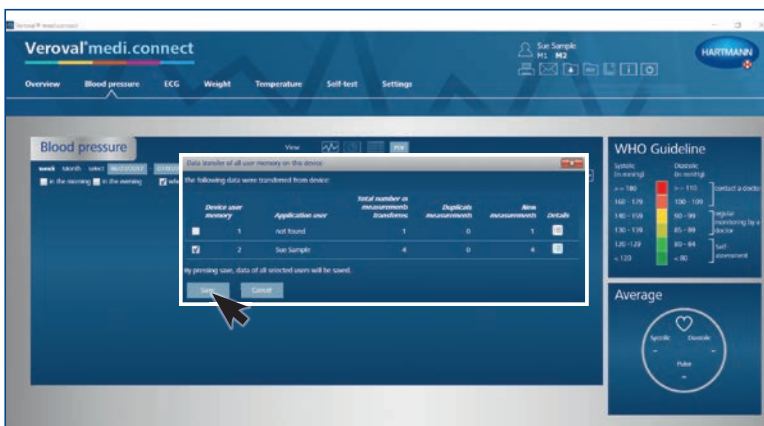 Veroval® medi.connect
Veroval® medi.connect
Sue Sample
M1 M2
HARTMANN
Overview Blood pressure ECG Weight Temperature Self-test Settings
Blood pressure
View
PDF
week Month select
in the morning in the evening
Data transfer of all user memory on this device
the following data were transferred from device:
Device user memory Application user Total number of measurements transferres Duplicate measurements New measurements Details
1 not found 1 0 1
2 Sue Sample 4 0 4
By pressing save, data of all selected users will be saved.
Save Cancel
WHO Guideline
Systolic (in mmHg) Diastolic (in mmHg)
>= 180 >= 110 contact a doctor
160 - 179 100 - 109
140 - 159 90 - 99 regular monitoring by a doctor
130 - 139 85 - 89
120 -129 80 - 84 Self assessment
< 120 < 80
Average
Systolic Diastolic
- -
Pulse
-